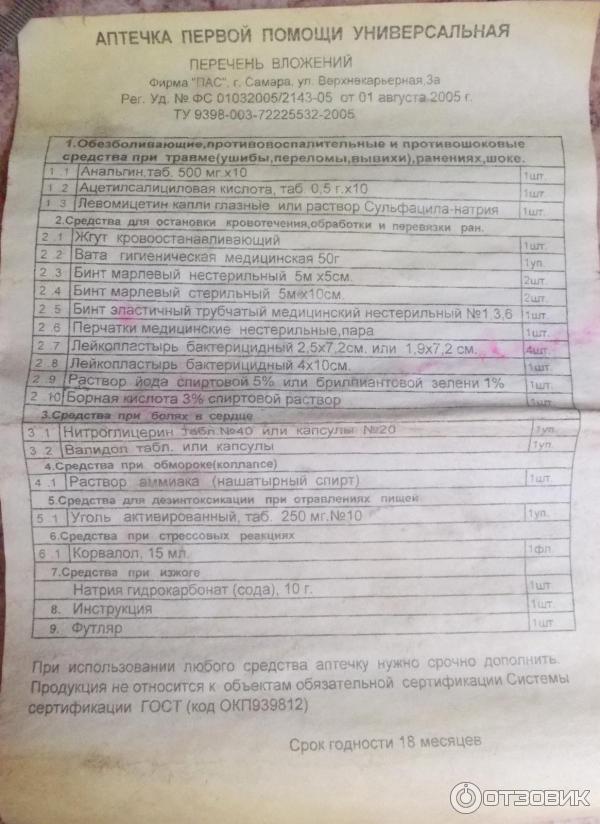 АПТЕЧКА ПЕРВОЙ ПОМОЩИ УНИВЕРСАЛЬНАЯ
ПЕРЕЧЕНЬ ВЛОЖЕНИЙ
Фирма "ПАС", г. Самара, ул. Верхнекарьерная,3а
Рег. Уд. № ФС 01032005/2143-05 от 01 августа 2005 г.
ТУ 9398-003-72225532-2005
1.Обезболивающие,противовоспалительные и противошоковые
средства при травме(ушибы,переломы,вывихи),ранениях,шоке.
1 .1 Анальгин,таб. 500 мг.х10 1шт.
1 2 Ацетилсалициловая кислота, таб 0,5 г.х10 1шт.
1 3 Левомицетин капли глазные или раствор Сульфацила-натрия 1шт.
2.Средства для остановки кровотечения,обработки и перевязки ран.
2 .1 Жгут кровоостанавливающий 1шт.
2 .2 Вата гигиеническая медицинская 50г 1уп.
2 .3 Бинт марлевый нестерильный 5м х5см. 2шт.
2 .4 Бинт марлевый стерильный 5м х10см. 2шт.
2 .5 Бинт эластичный трубчатый медицинский нестерильный №1,3,6 1шт.
2 .6 Перчатки медицинские нестерильные,пара 1шт.
2 .7 Лейкопластырь бактерицидный 2,5х7,2см. или 1,9х7,2 см. 4шт.
2 .8 Лейкопластырь бактерицидный 4х10см. 1шт.
2 .9 Раствор йода спиртовой 5% или бриллиантовой зелени 1% 1шт.
2 .10 Борная кислота 3% спиртовой раствор 1шт.
3.Средства при болях в сердце
3 1 Нитроглицерин табл.№40 или капсулы №20 1уп.
3 2 Валидол табл. или капсулы 1уп.
4.Средства при обмороке(коллапсе)
4 .1 Раствор аммиака (нашатырный спирт) 1шт.
5.Средства для дезинтоксикации при отравлениях пищей
5 1 Уголь активированный, таб. 250 мг.№10 1уп.
6.Средства при стрессовых реакциях
6 .1 Корвалол, 15 мл. 1фл.
7.Средства при изжоге
Натрия гидрокарбонат (сода), 10 г. 1шт.
8. Инструкция 1шт.
9. Футляр 1шт.
При использовании любого средства аптечку нужно срочно дополнить.
Продукция не относится к объектам обязательной сертификации Системы
сертификации ГОСТ (код ОКП939812)
Срок годности 18 месяцев
ОТЗОВИК